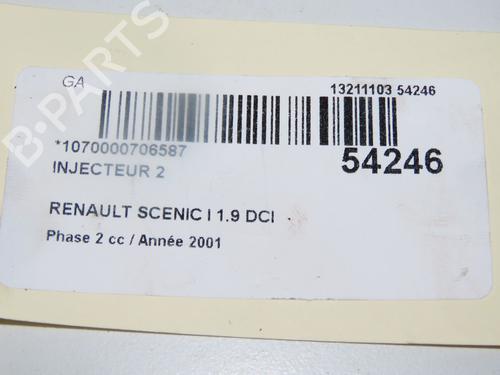 GA
13211103 54246
*1070000706587
54246
INJECTEUR 2
RENAULT SCENIC I 1.9 DCI
Phase 2 cc / Année 2001
B-PARTS